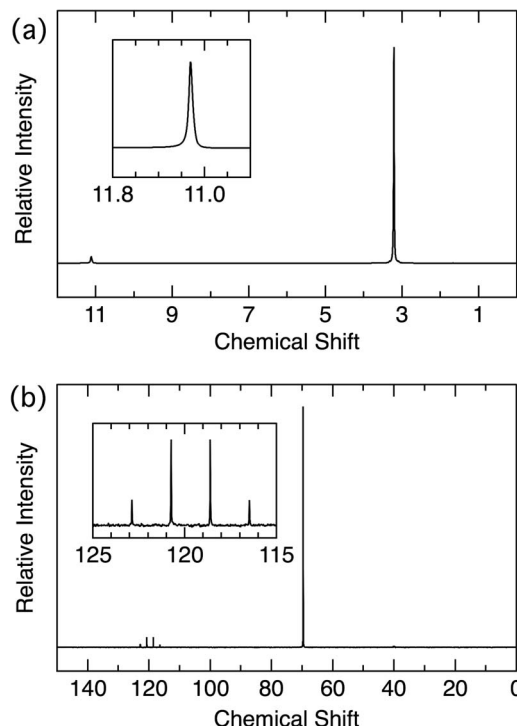 (a)
Relative Intensity
11.8 11.0
11 9 7 5 3 1
Chemical Shift
(b)
Relative Intensity
125 120 115
140 120 100 80 60 40 20 0
Chemical Shift